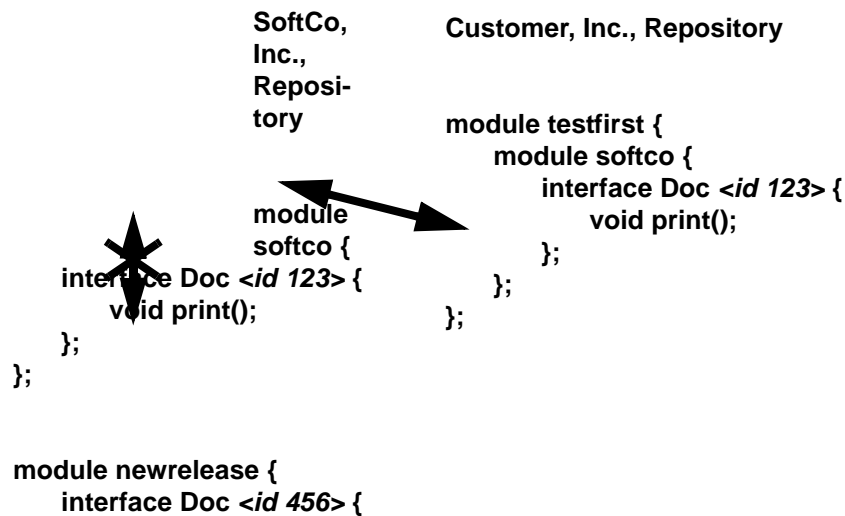 SoftCo,
Inc.,
Reposi-
tory
module
softco {
interface Doc <id 123> {
void print();
};
};
module newrelease {
interface Doc <id 456> {
Customer, Inc., Repository
module testfirst {
module softco {
interface Doc <id 123> {
void print();
};
};
};